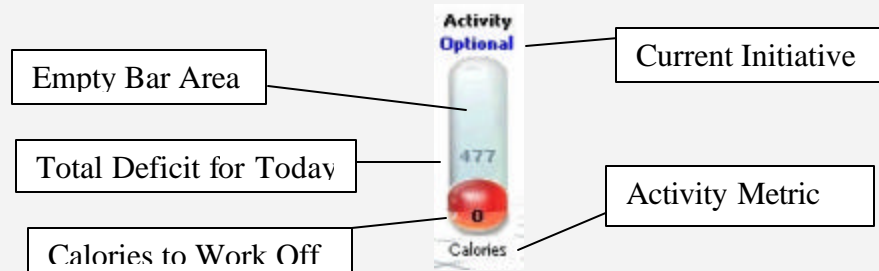 Activity
Optional
Current Initiative
Empty Bar Area
477
Total Deficit for Today
Activity Metric
0
Calories to Work Off
Calories